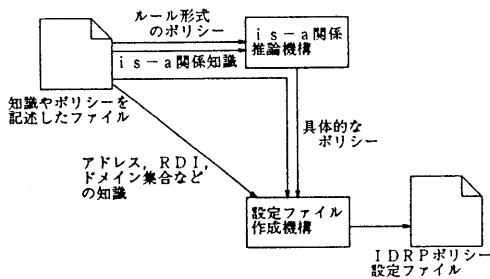 ルール形式
のポリシー
is－a関係
推論機構
is－a関係知識
知識やポリシーを
記述したファイル
具体的な
ポリシー
アドレス，RDI，
ドメイン集合など
の知識
設定ファイル
作成機構
IDRPポリシー
設定ファイル